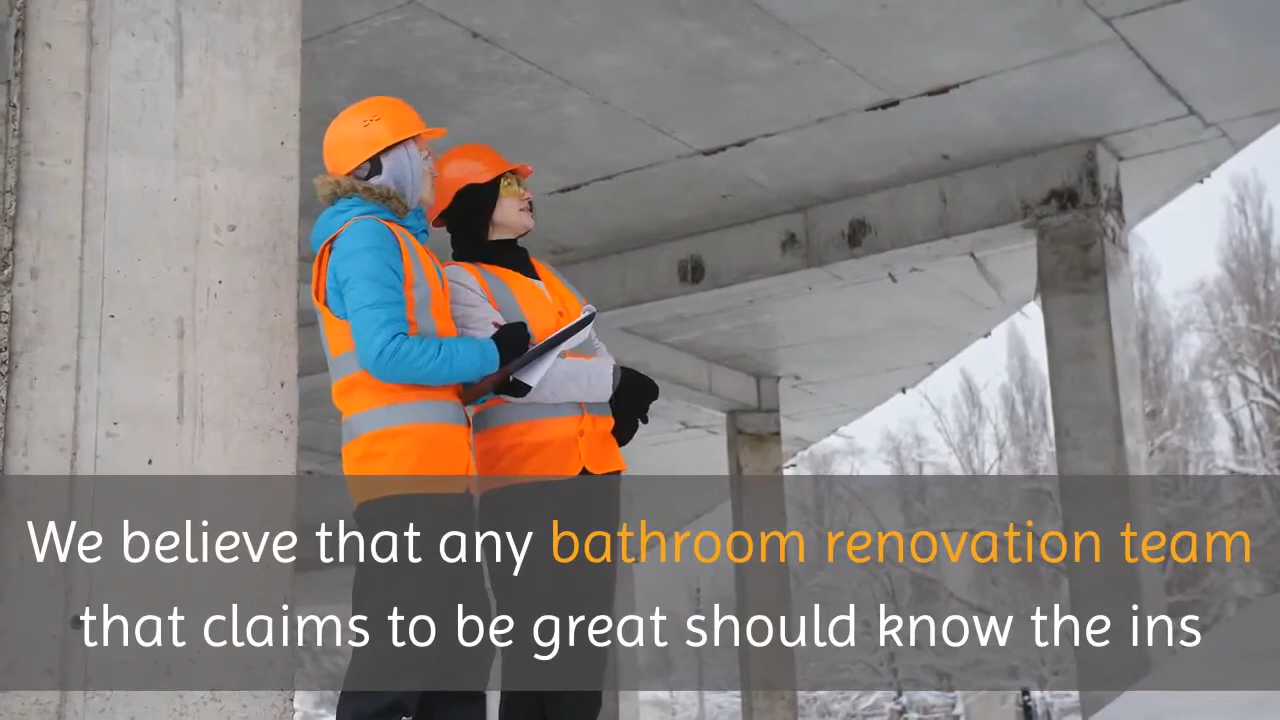 We believe that any bathroom renovation team
that claims to be great should know the ins